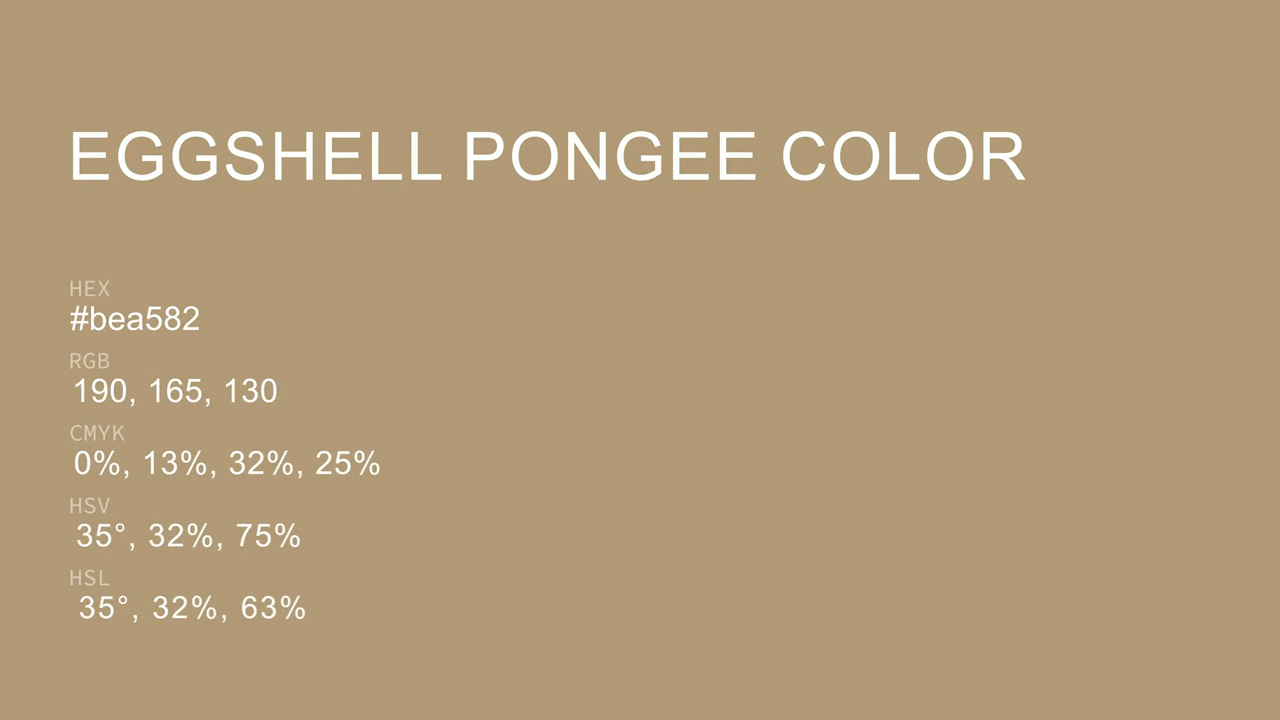 EGGSHELL PONGEE COLOR
HEX
#bea582
RGB
190, 165, 130
CMYK
0%, 13%, 32%, 25%
HSV
35°, 32%, 75%
HSL
35°, 32%, 63%